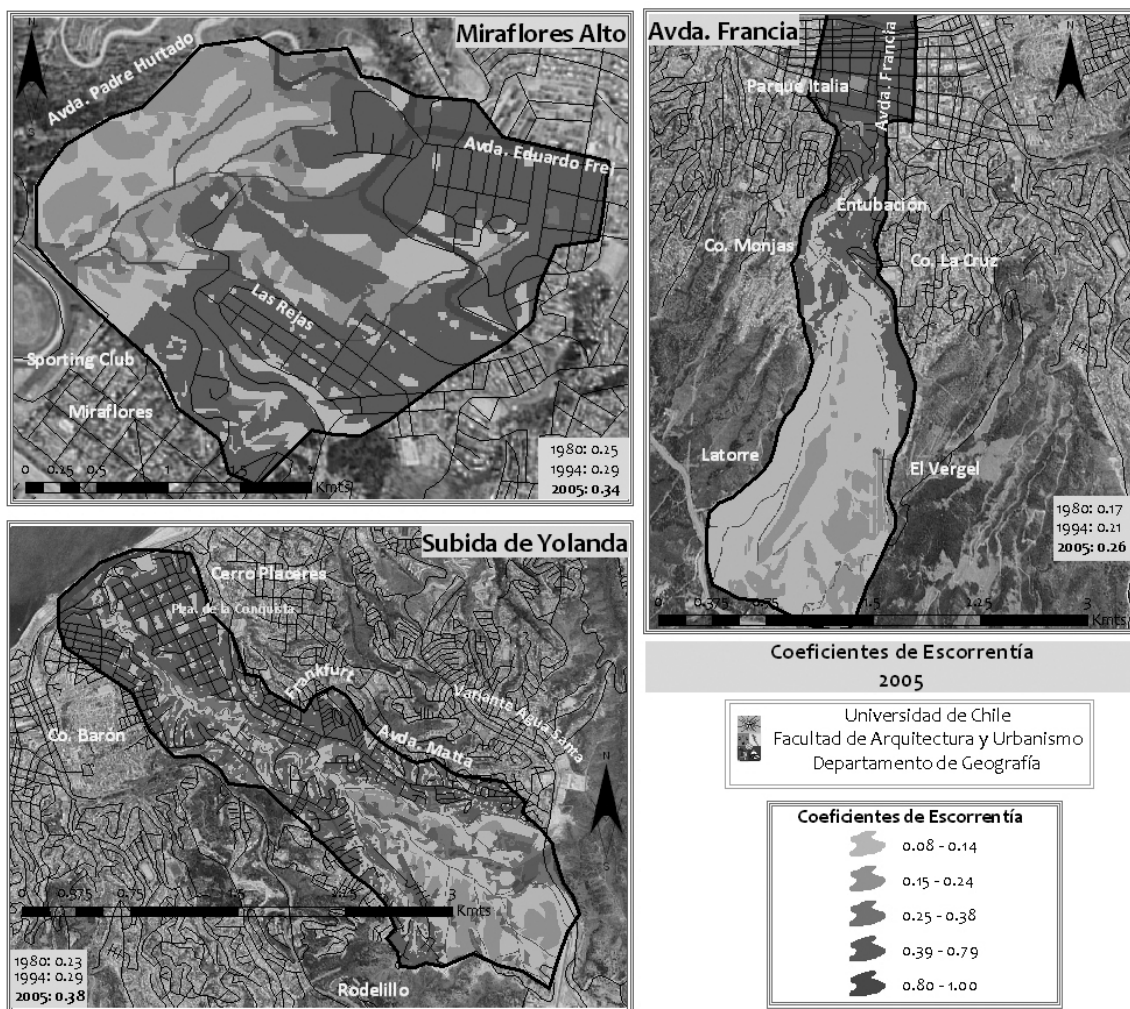 Miraflores Alto
N
Avda. Padre Hurtado
Avda. Eduardo Frei
Las Rejas
Sporting Club
Miraflores
0 0.25 0.5 1 1.5 2
Kmts
1980: 0.25
1994: 0.29
2005: 0.34
Avda. Francia
N
Parque Italia
Avda. Francia
Entubación
Co. Monjas
Co. La Cruz
Latorre
El Vergel
1980: 0.17
1994: 0.21
2005: 0.26
0 0.375 0.75 1.5 2.25 3
Kmts
Subida de Yolanda
Cerro Placeres
Plza. de la Conquista
Frankfurt
Variante Agua Santa
Avda. Matta
Co. Barón
N
S
0 0.375 0.75 1.5 2.25 3
Kmts
1980: 0.23
1994: 0.29
2005: 0.38
Rodelillo
Coeficientes de Escorrentía
2005
Universidad de Chile
Facultad de Arquitectura y Urbanismo
Departamento de Geografía
Coeficientes de Escorrentía
0.08 - 0.14
0.15 - 0.24
0.25 - 0.38
0.39 - 0.79
0.80 - 1.00